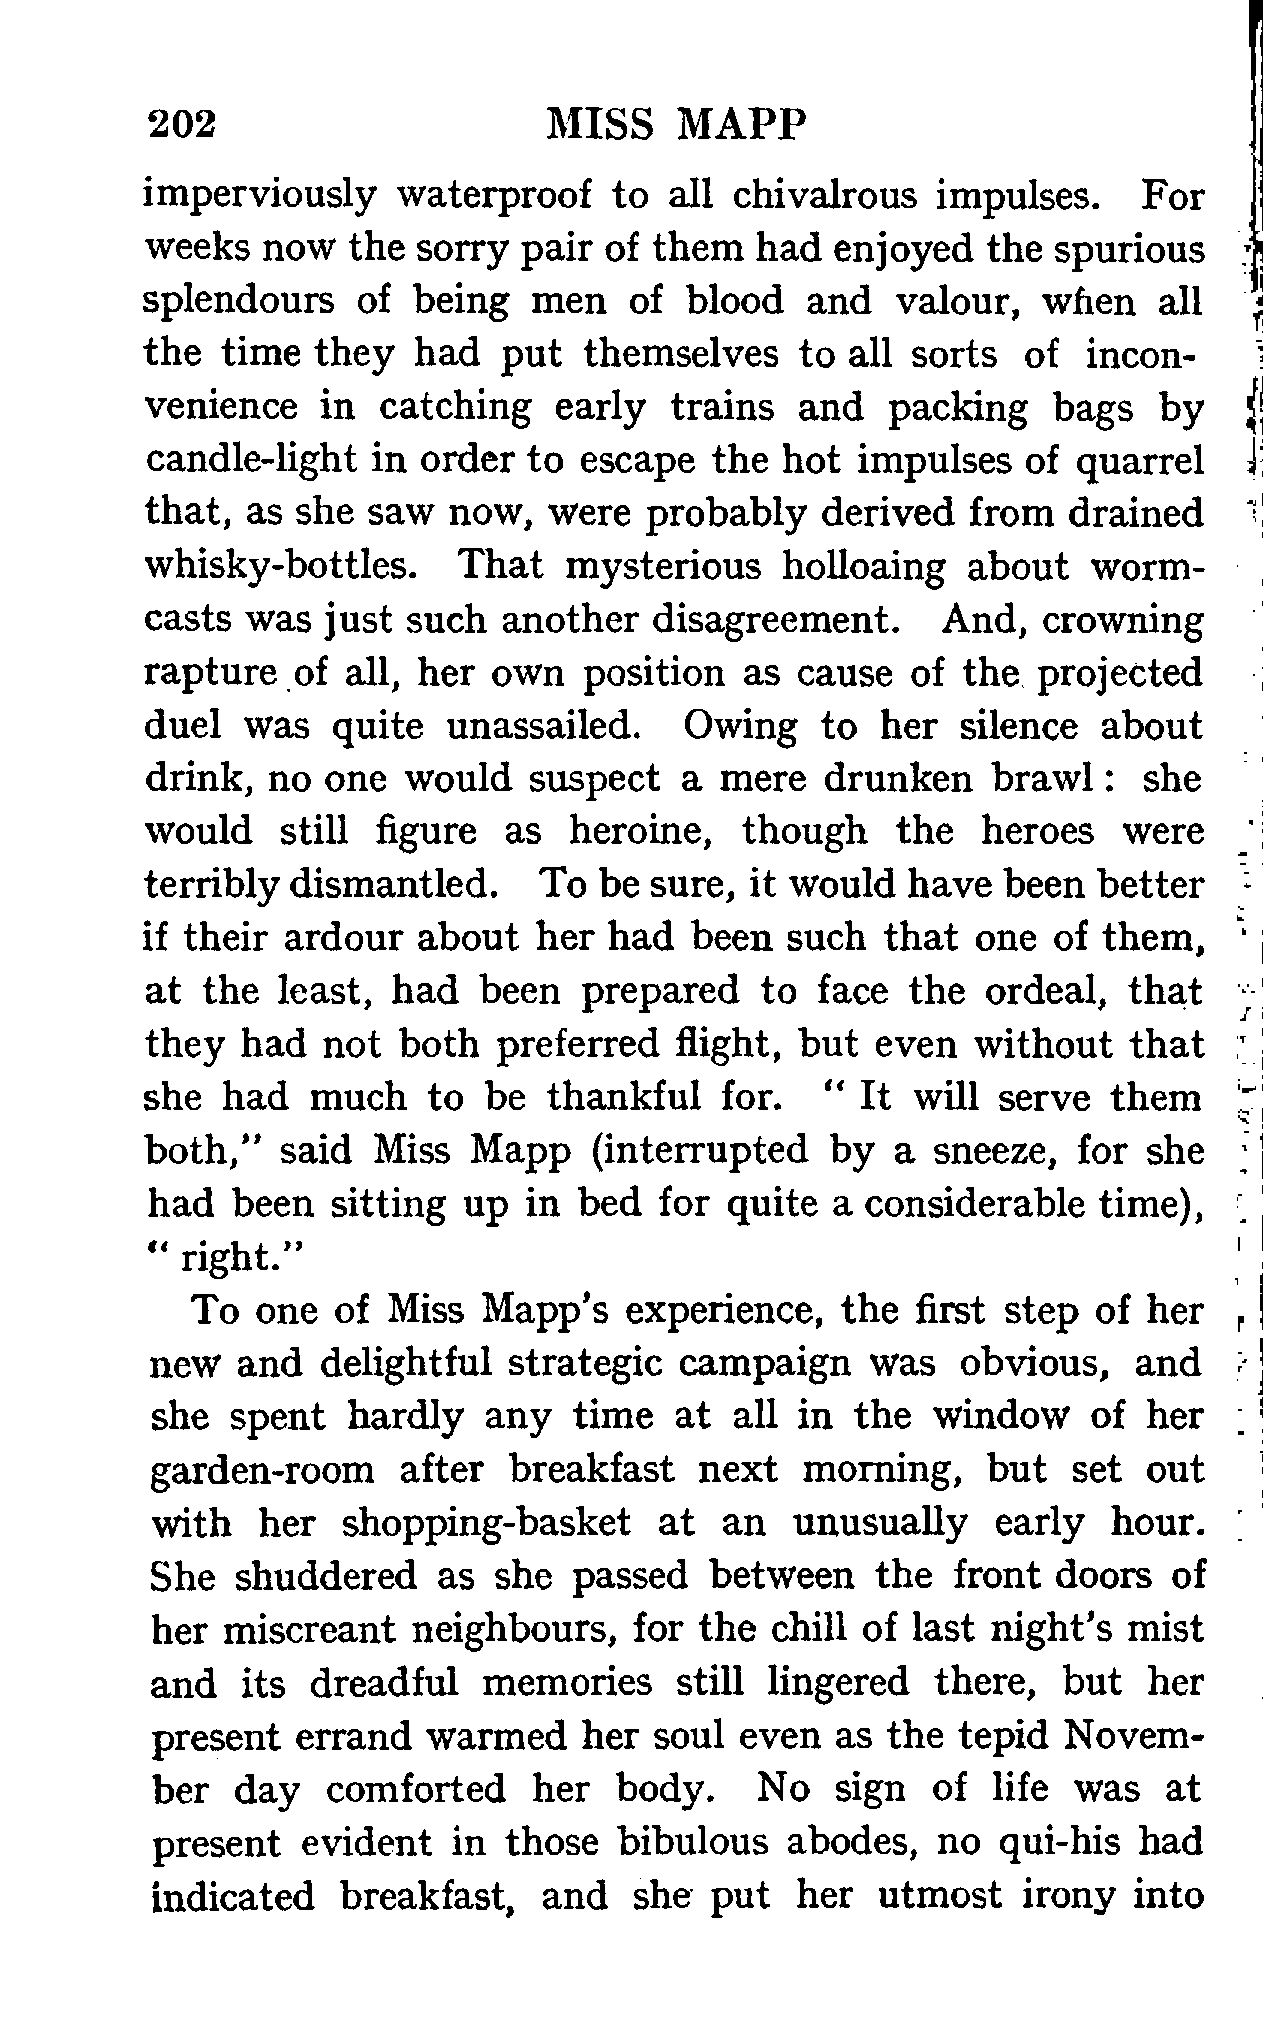 202 MISS MAPP
imperviously waterproof to all chivalrous impulses. For
weeks now the sorry pair of them had enjoyed the spurious
splendours of being men of blood and valour, when all
the time they had put themselves to all sorts of incon-
venience in catching early trains and packing bags by
candle-light in order to escape the hot impulses of quarrel
that, as she saw now, were probably derived from drained
whisky-bottles. That mysterious holloaing about worm-
casts was just such another disagreement. And, crowning
rapture of all, her own position as cause of the projected
duel was quite unassailed. Owing to her silence about
drink, no one would suspect a mere drunken brawl : she
would still figure as heroine, though the heroes were
terribly dismantled. To be sure, it would have been better
if their ardour about her had been such that one of them,
at the least, had been prepared to face the ordeal, that
they had not both preferred flight, but even without that
she had much to be thankful for. " It will serve them
both," said Miss Mapp (interrupted by a sneeze, for she
had been sitting up in bed for quite a considerable time),
" right."
To one of Miss Mapp's experience, the first step of her
new and delightful strategic campaign was obvious, and
she spent hardly any time at all in the window of her
garden-room after breakfast next morning, but set out
with her shopping-basket at an unusually early hour.
She shuddered as she passed between the front doors of
her miscreant neighbours, for the chill of last night's mist
and its dreadful memories still lingered there, but her
present errand warmed her soul even as the tepid Novem-
ber day comforted her body. No sign of life was at
present evident in those bibulous abodes, no qui-his had
indicated breakfast, and she put her utmost irony into